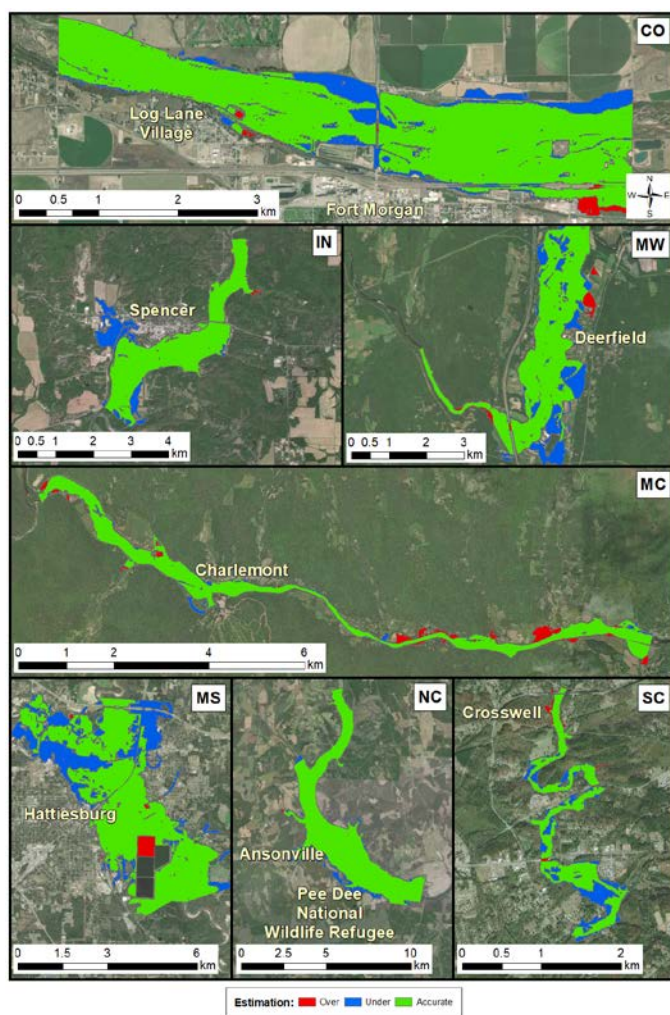 CO
Log Lane
Village
Fort Morgan
N
W E
S
0 0.5 1 2 3
km
IN
Spencer
0 0.5 1 2 3 4
km
MW
Deerfield
0 0.5 1 2 3 4
km
MC
Charlemont
0 1 2 4 6
km
MS
Hattiesburg
0 1.5 3 6
km
NC
Ansonville
Pee Dee
National
Wildlife Refugee
0 2.5 5 10
km
SC
Crosswell
0 0.5 1 2
km
Estimation: Over Under Accurate